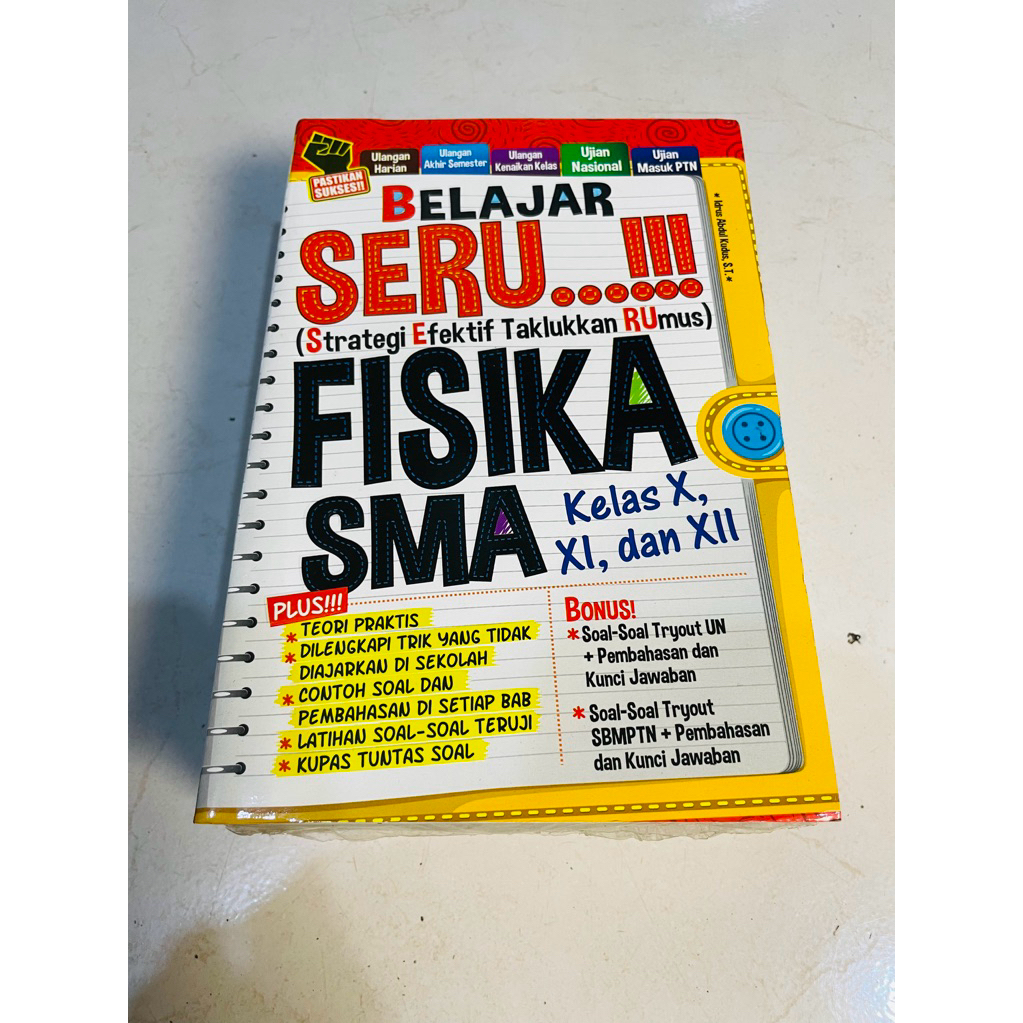 PASTIKAN
SUKSES!!
Ulangan
Harian
Ulangan
Akhir Semester
Ulangan
Kenaikan Kelas
Ujian
Nasional
Ujian
Masuk PTN
* Idrus Abdul Kudus, S.T. *
BELAJAR
SERU......!!!
(Strategi Efektif Taklukkan RUmus)
FISIKA
SMA
Kelas X,
XI, dan XII
PLUS!!!
* TEORI PRAKTIS
* DILENGKAPI TRIK YANG TIDAK
DIAJARKAN DI SEKOLAH
* CONTOH SOAL DAN
PEMBAHASAN DI SETIAP BAB
* LATIHAN SOAL-SOAL TERUJI
* KUPAS TUNTAS SOAL
BONUS!
* Soal-Soal Tryout UN
+ Pembahasan dan
Kunci Jawaban
* Soal-Soal Tryout
SBMPTN + Pembahasan
dan Kunci Jawaban